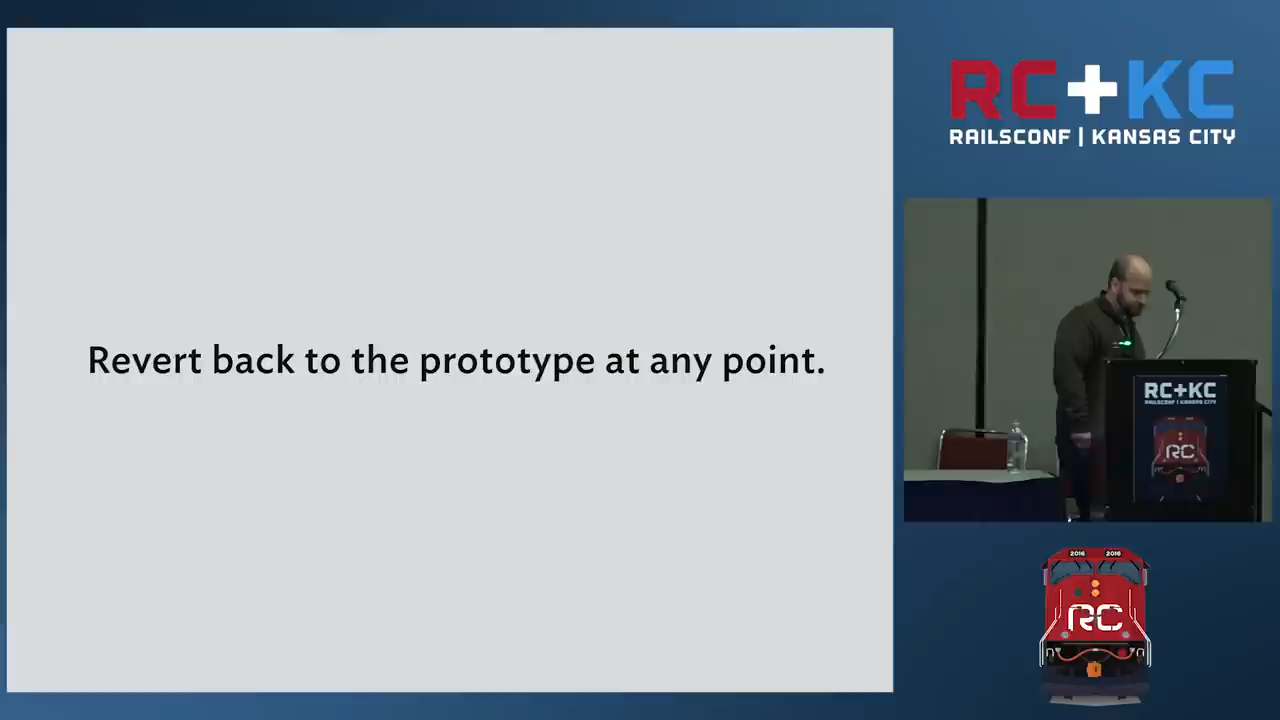 Revert back to the prototype at any point.
RC+KC
RAILSCONF | KANSAS CITY
RC+KC
RAILSCONF | KANSAS CITY
RC
2016 2016
RC